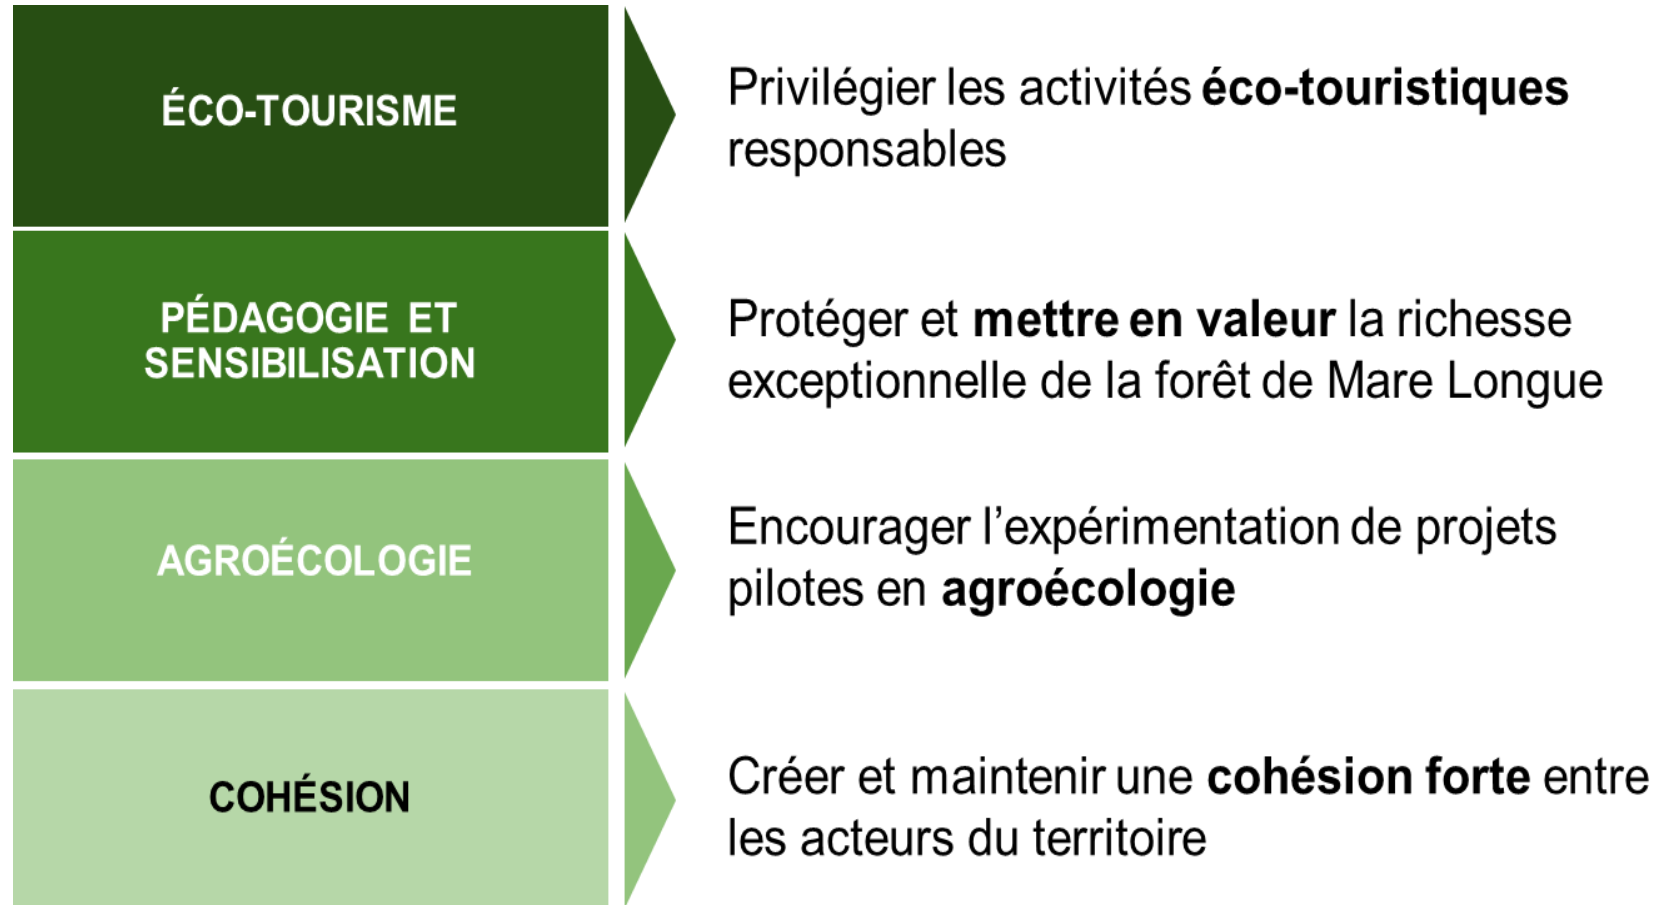 ÉCO-TOURISME
Privilégier les activités éco-touristiques
responsables
PÉDAGOGIE ET
SENSIBILISATION
Protéger et mettre en valeur la richesse
exceptionnelle de la forêt de Mare Longue
AGROÉCOLOGIE
Encourager l’expérimentation de projets
pilotes en agroécologie
COHÉSION
Créer et maintenir une cohésion forte entre
les acteurs du territoire